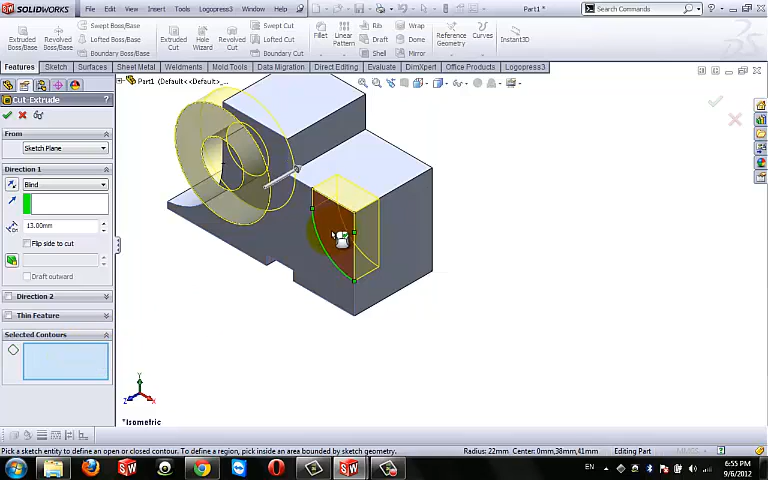 SOLIDWORKS File Edit View Insert Tools Logopress3 Window Help Part1 * Search Commands
Extruded Boss/Base Revolved Boss/Base Swept Boss/Base Lofted Boss/Base Boundary Boss/Base Extruded Cut Hole Wizard Revolved Cut Swept Cut Lofted Cut Boundary Cut Fillet Linear Pattern Rib Draft Shell Wrap Dome Mirror Reference Geometry Curves Instant3D
Features Sketch Surfaces Sheet Metal Weldments Mold Tools Data Migration Direct Editing Evaluate DimXpert Office Products Logopress3
Part1 (Default<<Default>_...
Cut-Extrude ?
From
Sketch Plane
Direction 1
Blind
13.00mm
Flip side to cut
Draft outward
Direction 2
Thin Feature
Selected Contours
Y
Z
X
*Isometric
Pick a sketch entity to define an open or closed contour. To define a region, pick inside an area bounded by sketch geometry. Radius: 22mm Center: 0mm,38mm,41mm Editing Part MMGS
EN 6:55 PM
9/6/2012